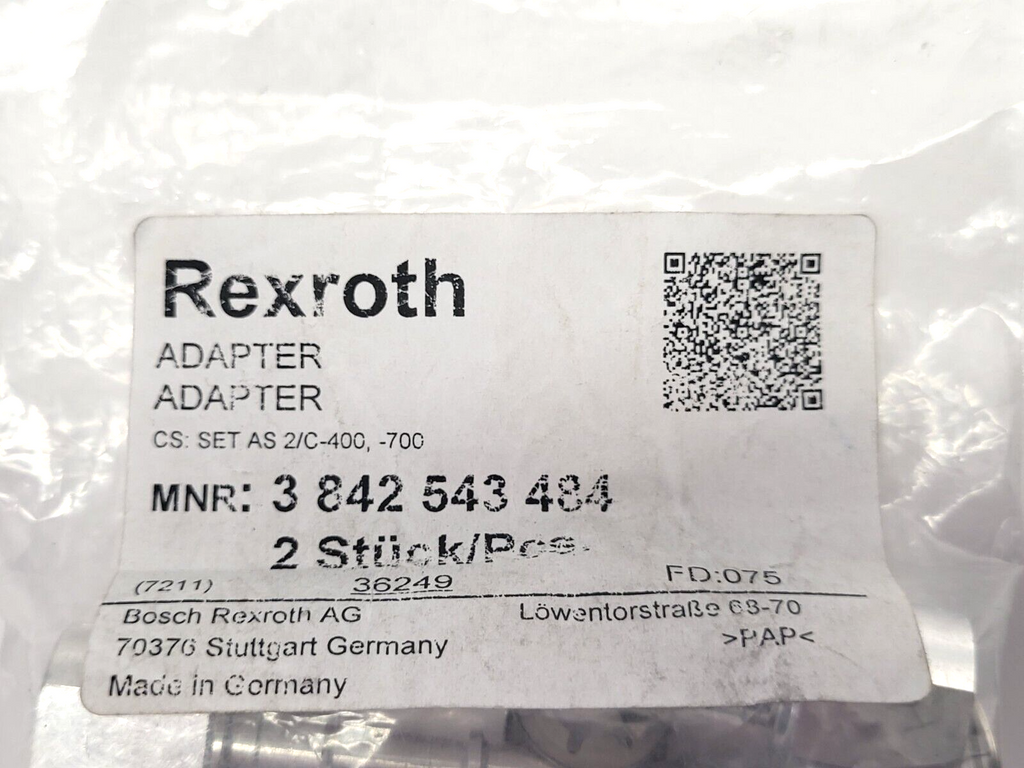 Rexroth
ADAPTER
ADAPTER
CS: SET AS 2/C-400, -700
MNR: 3 842 543 484
2 Stück/Pcs.
(7211) 36249 FD:075
Bosch Rexroth AG Löwentorstraße 68-70
70376 Stuttgart Germany >PAP<
Made in Germany